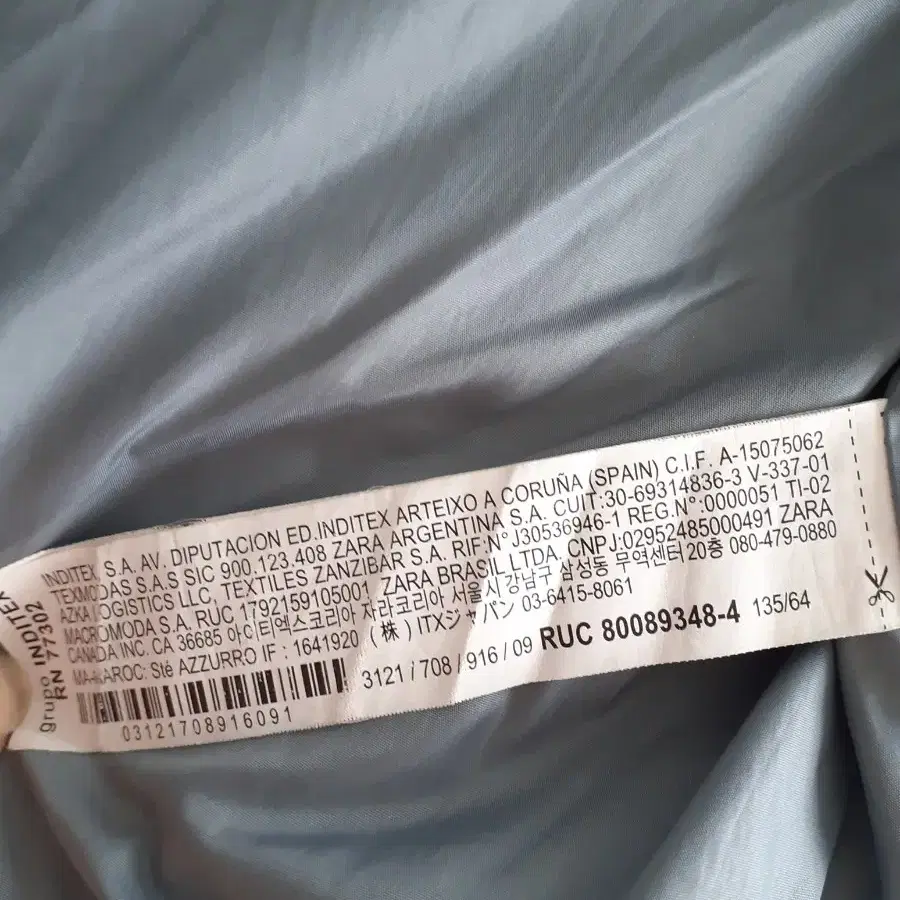 grupo INDITEX
RN 77302
INDITEX, S.A. AV. DIPUTACION ED.INDITEX ARTEIXO A CORUÑA (SPAIN) C.I.F. A-15075062
TEXMODAS S.A.S SIC 900.123.408 ZARA ARGENTINA S.A. CUIT:30-69314836-3 V-337-01
AZKA LOGISTICS LLC, TEXTILES ZANZIBAR S.A. RIF:Nº J30536946-1 REG.Nº:0000051 TI-02
MACROMODA S.A. RUC 1792159105001 ZARA BRASIL LTDA. CNPJ:02952485000491 ZARA
CANADA INC. CA 36685 아이티엑스코리아 자라코리아 서울시 강남구 삼성동 무역센터 20층 080-479-0880
MA-MAROC: Sté AZZURRO IF : 1641920 (株) ITXジャパン 03-6415-8061
3121 / 708 / 916 / 09 RUC 80089348-4 135/64
03121708916091